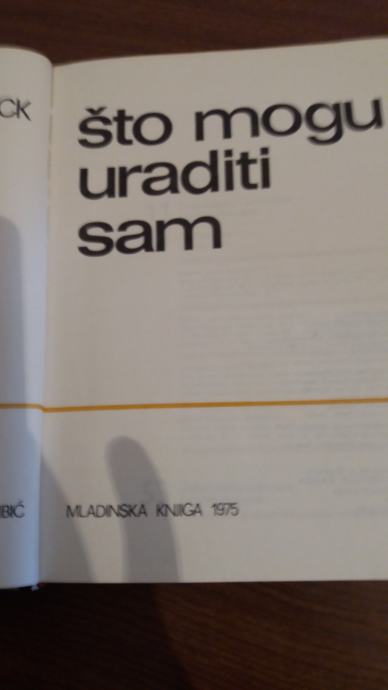 CK
što mogu
uraditi
sam
BIĆ
MLADINSKA KNJIGA 1975